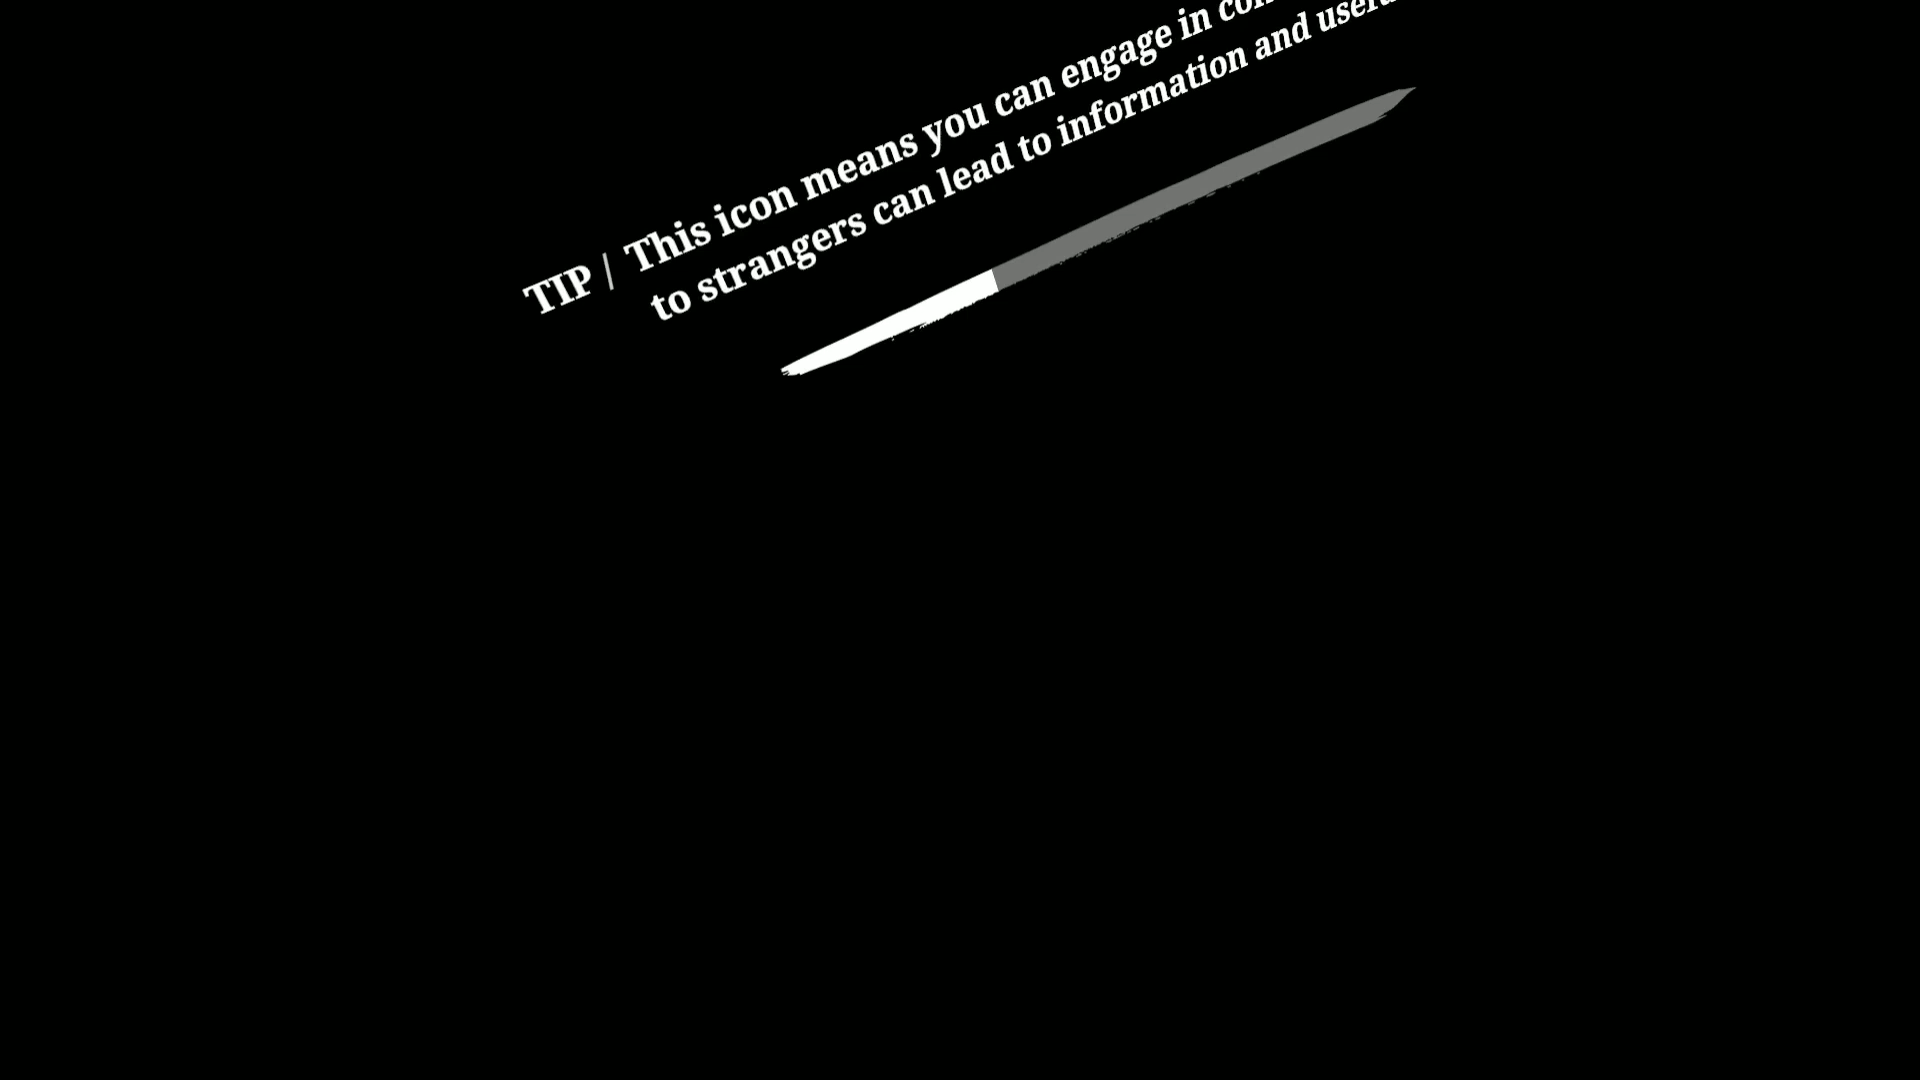 TIP | This icon means you can engage in
to strangers can lead to information and